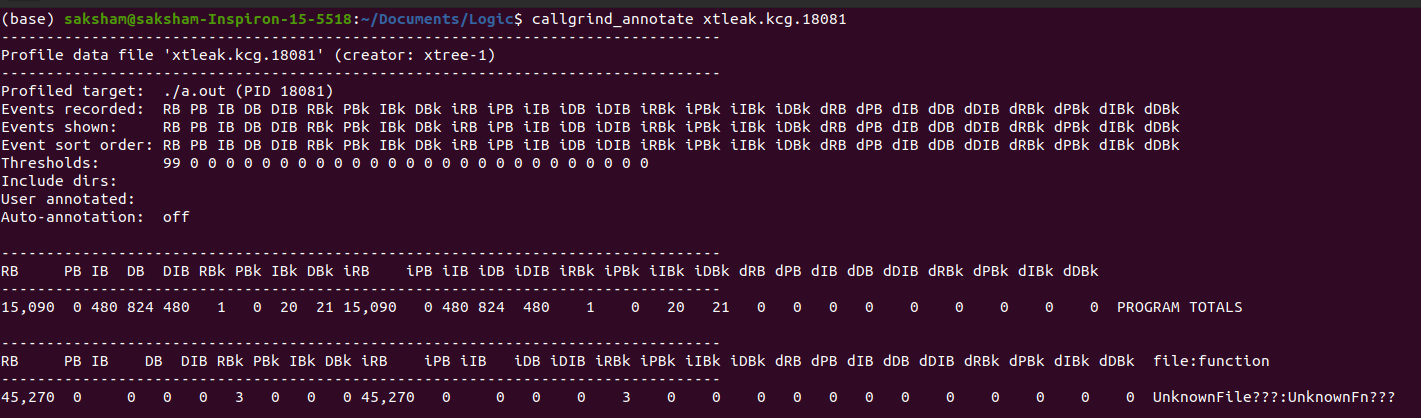 (base) saksham@saksham-Inspiron-15-5518:~/Documents/Logic$ callgrind_annotate xtleak.kcg.18081
--------------------------------------------------------------------------------
Profile data file 'xtleak.kcg.18081' (creator: xtree-1)
--------------------------------------------------------------------------------
Profiled target:  ./a.out (PID 18081)
Events recorded:  RB PB IB DB DIB RBk PBk IBk DBk iRB iPB iIB iDB iDIB iRBk iPBk iIBk iDBk dRB dPB dIB dDB dDIB dRBk dPBk dIBk dDBk
Events shown:     RB PB IB DB DIB RBk PBk IBk DBk iRB iPB iIB iDB iDIB iRBk iPBk iIBk iDBk dRB dPB dIB dDB dDIB dRBk dPBk dIBk dDBk
Event sort order: RB PB IB DB DIB RBk PBk IBk DBk iRB iPB iIB iDB iDIB iRBk iPBk iIBk iDBk dRB dPB dIB dDB dDIB dRBk dPBk dIBk dDBk
Thresholds:       99 0 0 0 0 0 0 0 0 0 0 0 0 0 0 0 0 0 0 0 0 0 0 0 0 0 0
Include dirs:
User annotated:
Auto-annotation:  off
--------------------------------------------------------------------------------
RB     PB IB  DB  DIB RBk PBk IBk DBk iRB    iPB iIB iDB iDIB iRBk iPBk iIBk iDBk dRB dPB dIB dDB dDIB dRBk dPBk dIBk dDBk
--------------------------------------------------------------------------------
15,090  0 480 824 480   1   0  20  21 15,090   0 480 824  480    1    0   20   21   0   0   0   0    0    0    0    0    0  PROGRAM TOTALS
--------------------------------------------------------------------------------
RB     PB IB    DB  DIB RBk PBk IBk DBk iRB    iPB iIB   iDB iDIB iRBk iPBk iIBk iDBk dRB dPB dIB dDB dDIB dRBk dPBk dIBk dDBk  file:function
--------------------------------------------------------------------------------
45,270  0     0  0   0   3   0   0   0 45,270   0     0   0    0    3    0    0    0   0   0   0   0    0    0    0    0    0  UnknownFile???:UnknownFn???